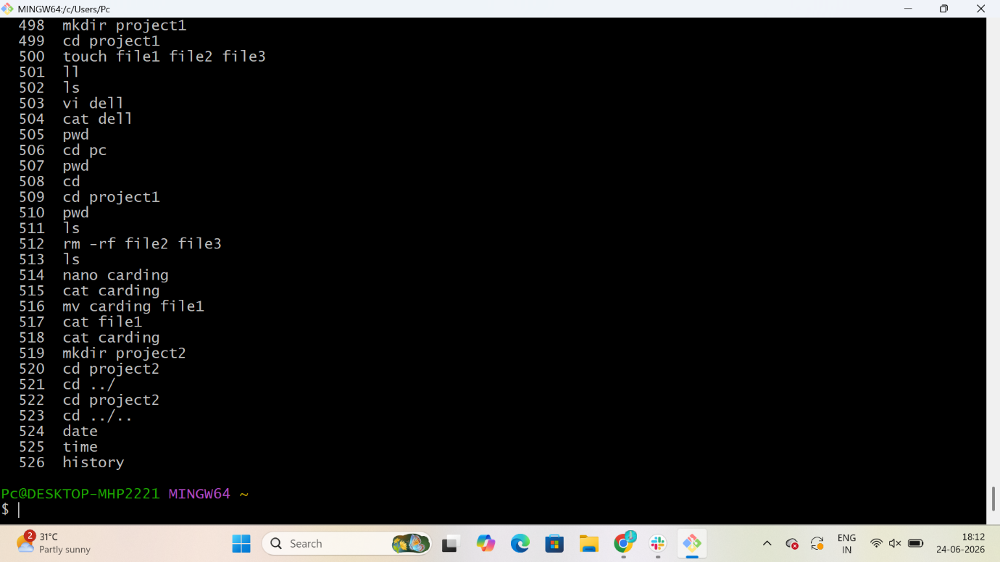 MINGW64:/c/Users/Pc
498 mkdir project1
499 cd project1
500 touch file1 file2 file3
501 ll
502 ls
503 vi dell
504 cat dell
505 pwd
506 cd pc
507 pwd
508 cd
509 cd project1
510 pwd
511 ls
512 rm -rf file2 file3
513 ls
514 nano carding
515 cat carding
516 mv carding file1
517 cat file1
518 cat carding
519 mkdir project2
520 cd project2
521 cd ../
522 cd project2
523 cd ../..
524 date
525 time
526 history
Pc@DESKTOP-MHP2221 MINGW64 ~
$
2
31°C
Partly sunny
Search
ENG
IN
18:12
24-06-2026